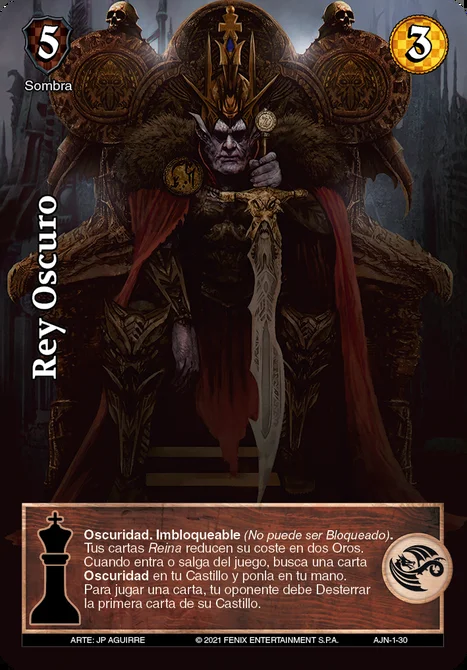 5
3
Sombra
Rey Oscuro
Oscuridad. Imbloqueable (No puede ser Bloqueado).
Tus cartas Reina reducen su coste en dos Oros.
Cuando entra o salga del juego, busca una carta
Oscuridad en tu Castillo y ponla en tu mano.
Para jugar una carta, tu oponente debe Desterrar
la primera carta de su Castillo.
ARTE: JP AGUIRRE © 2021 FENIX ENTERTAINMENT S.P.A. AJN-1-30